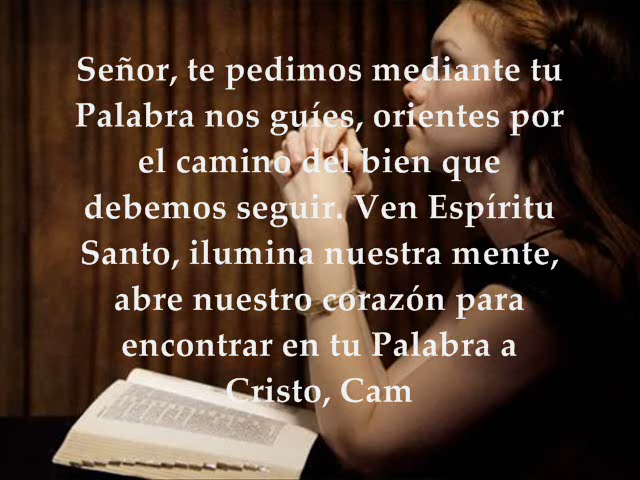 Señor, te pedimos mediante tu
Palabra nos guíes, orientes por
el camino del bien que
debemos seguir. Ven Espíritu
Santo, ilumina nuestra mente,
abre nuestro corazón para
encontrar en tu Palabra a
Cristo, Cam